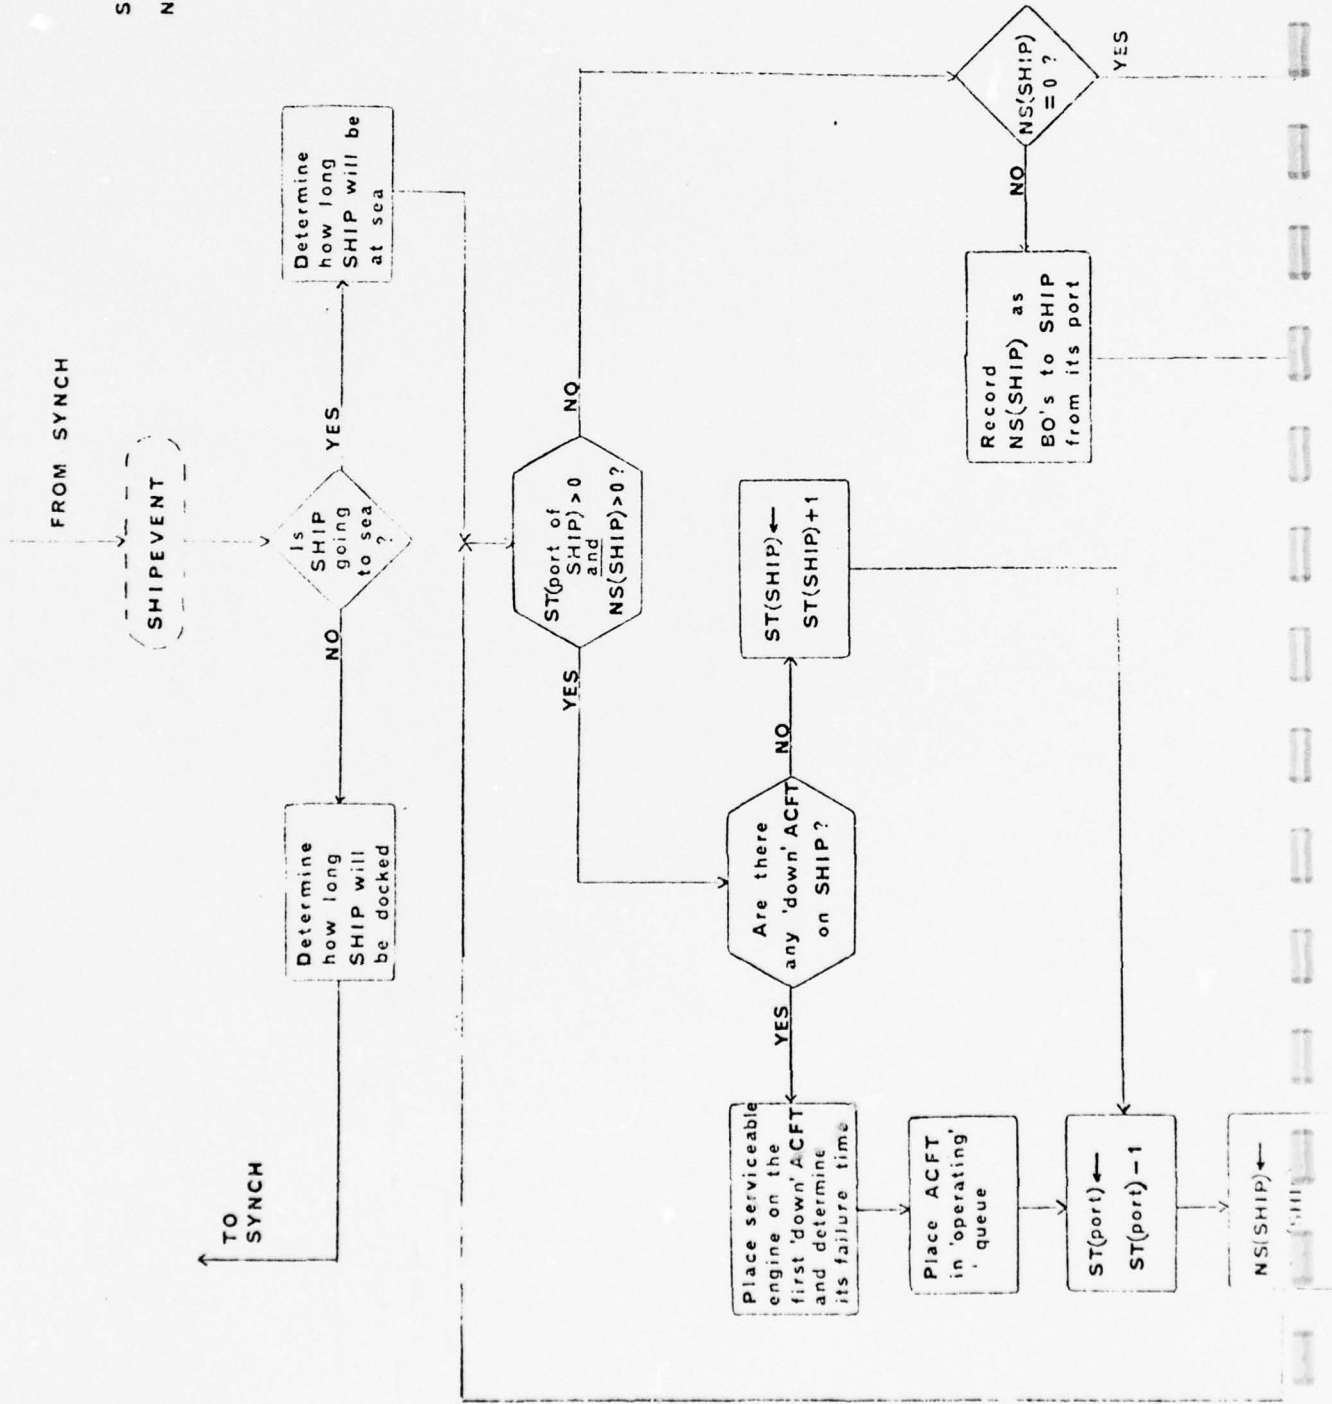 S
N
FROM SYNCH
SHIPEVENT
Is
SHIP
going
to sea
?
YES
NO
Determine
how long
SHIP will be
at sea
Determine
how long
SHIP will
be docked
TO
SYNCH
ST(port of
SHIP)>0
and
NS(SHIP)>0?
NO
YES
NS(SHIP)
=0 ?
YES
NO
Record
NS(SHIP) as
BO's to SHIP
from its port
Are there
any 'down' ACFT
on SHIP?
NO
YES
ST(SHIP)←
ST(SHIP)+1
Place serviceable
engine on the
first 'down' ACFT
and determine
its failure time
Place ACFT
in 'operating'
' queue
ST(port)←
ST(port)-1
NS(SHIP)←